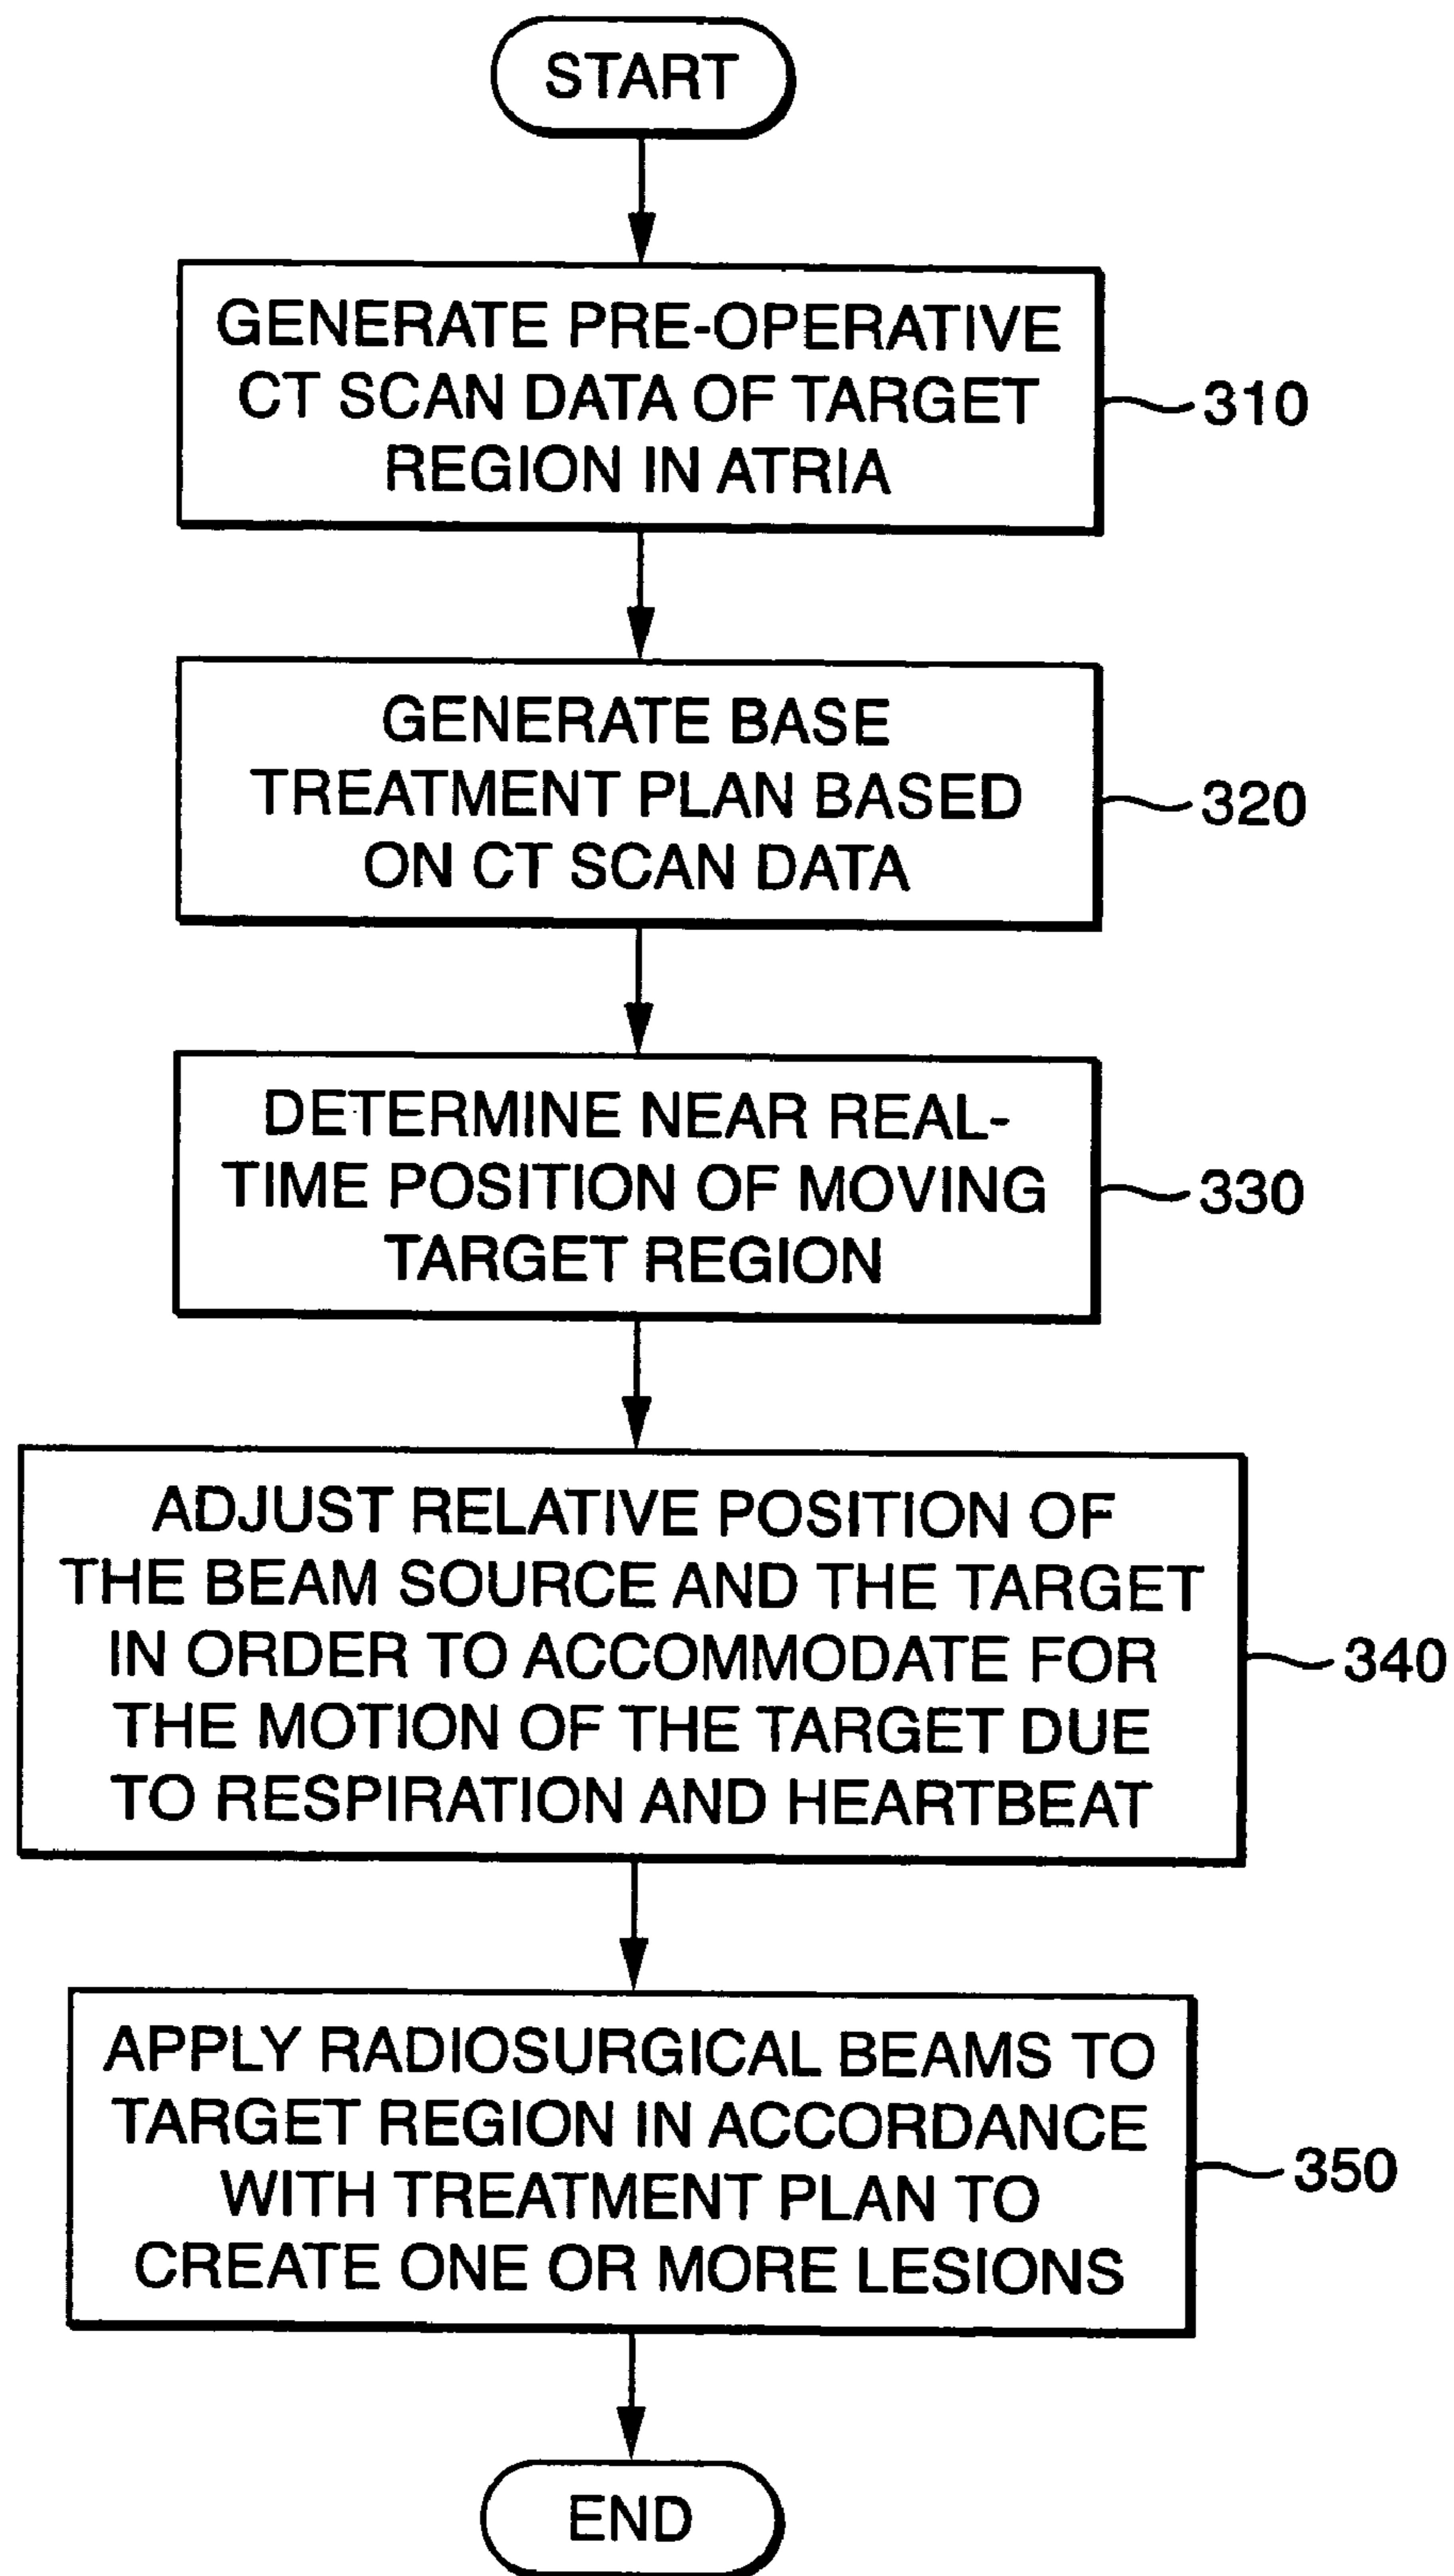 START
GENERATE PRE-OPERATIVE
CT SCAN DATA OF TARGET
REGION IN ATRIA
310
GENERATE BASE
TREATMENT PLAN BASED
ON CT SCAN DATA
320
DETERMINE NEAR REAL-
TIME POSITION OF MOVING
TARGET REGION
330
ADJUST RELATIVE POSITION OF
THE BEAM SOURCE AND THE TARGET
IN ORDER TO ACCOMMODATE FOR
THE MOTION OF THE TARGET DUE
TO RESPIRATION AND HEARTBEAT
340
APPLY RADIOSURGICAL BEAMS TO
TARGET REGION IN ACCORDANCE
WITH TREATMENT PLAN TO
CREATE ONE OR MORE LESIONS
350
END